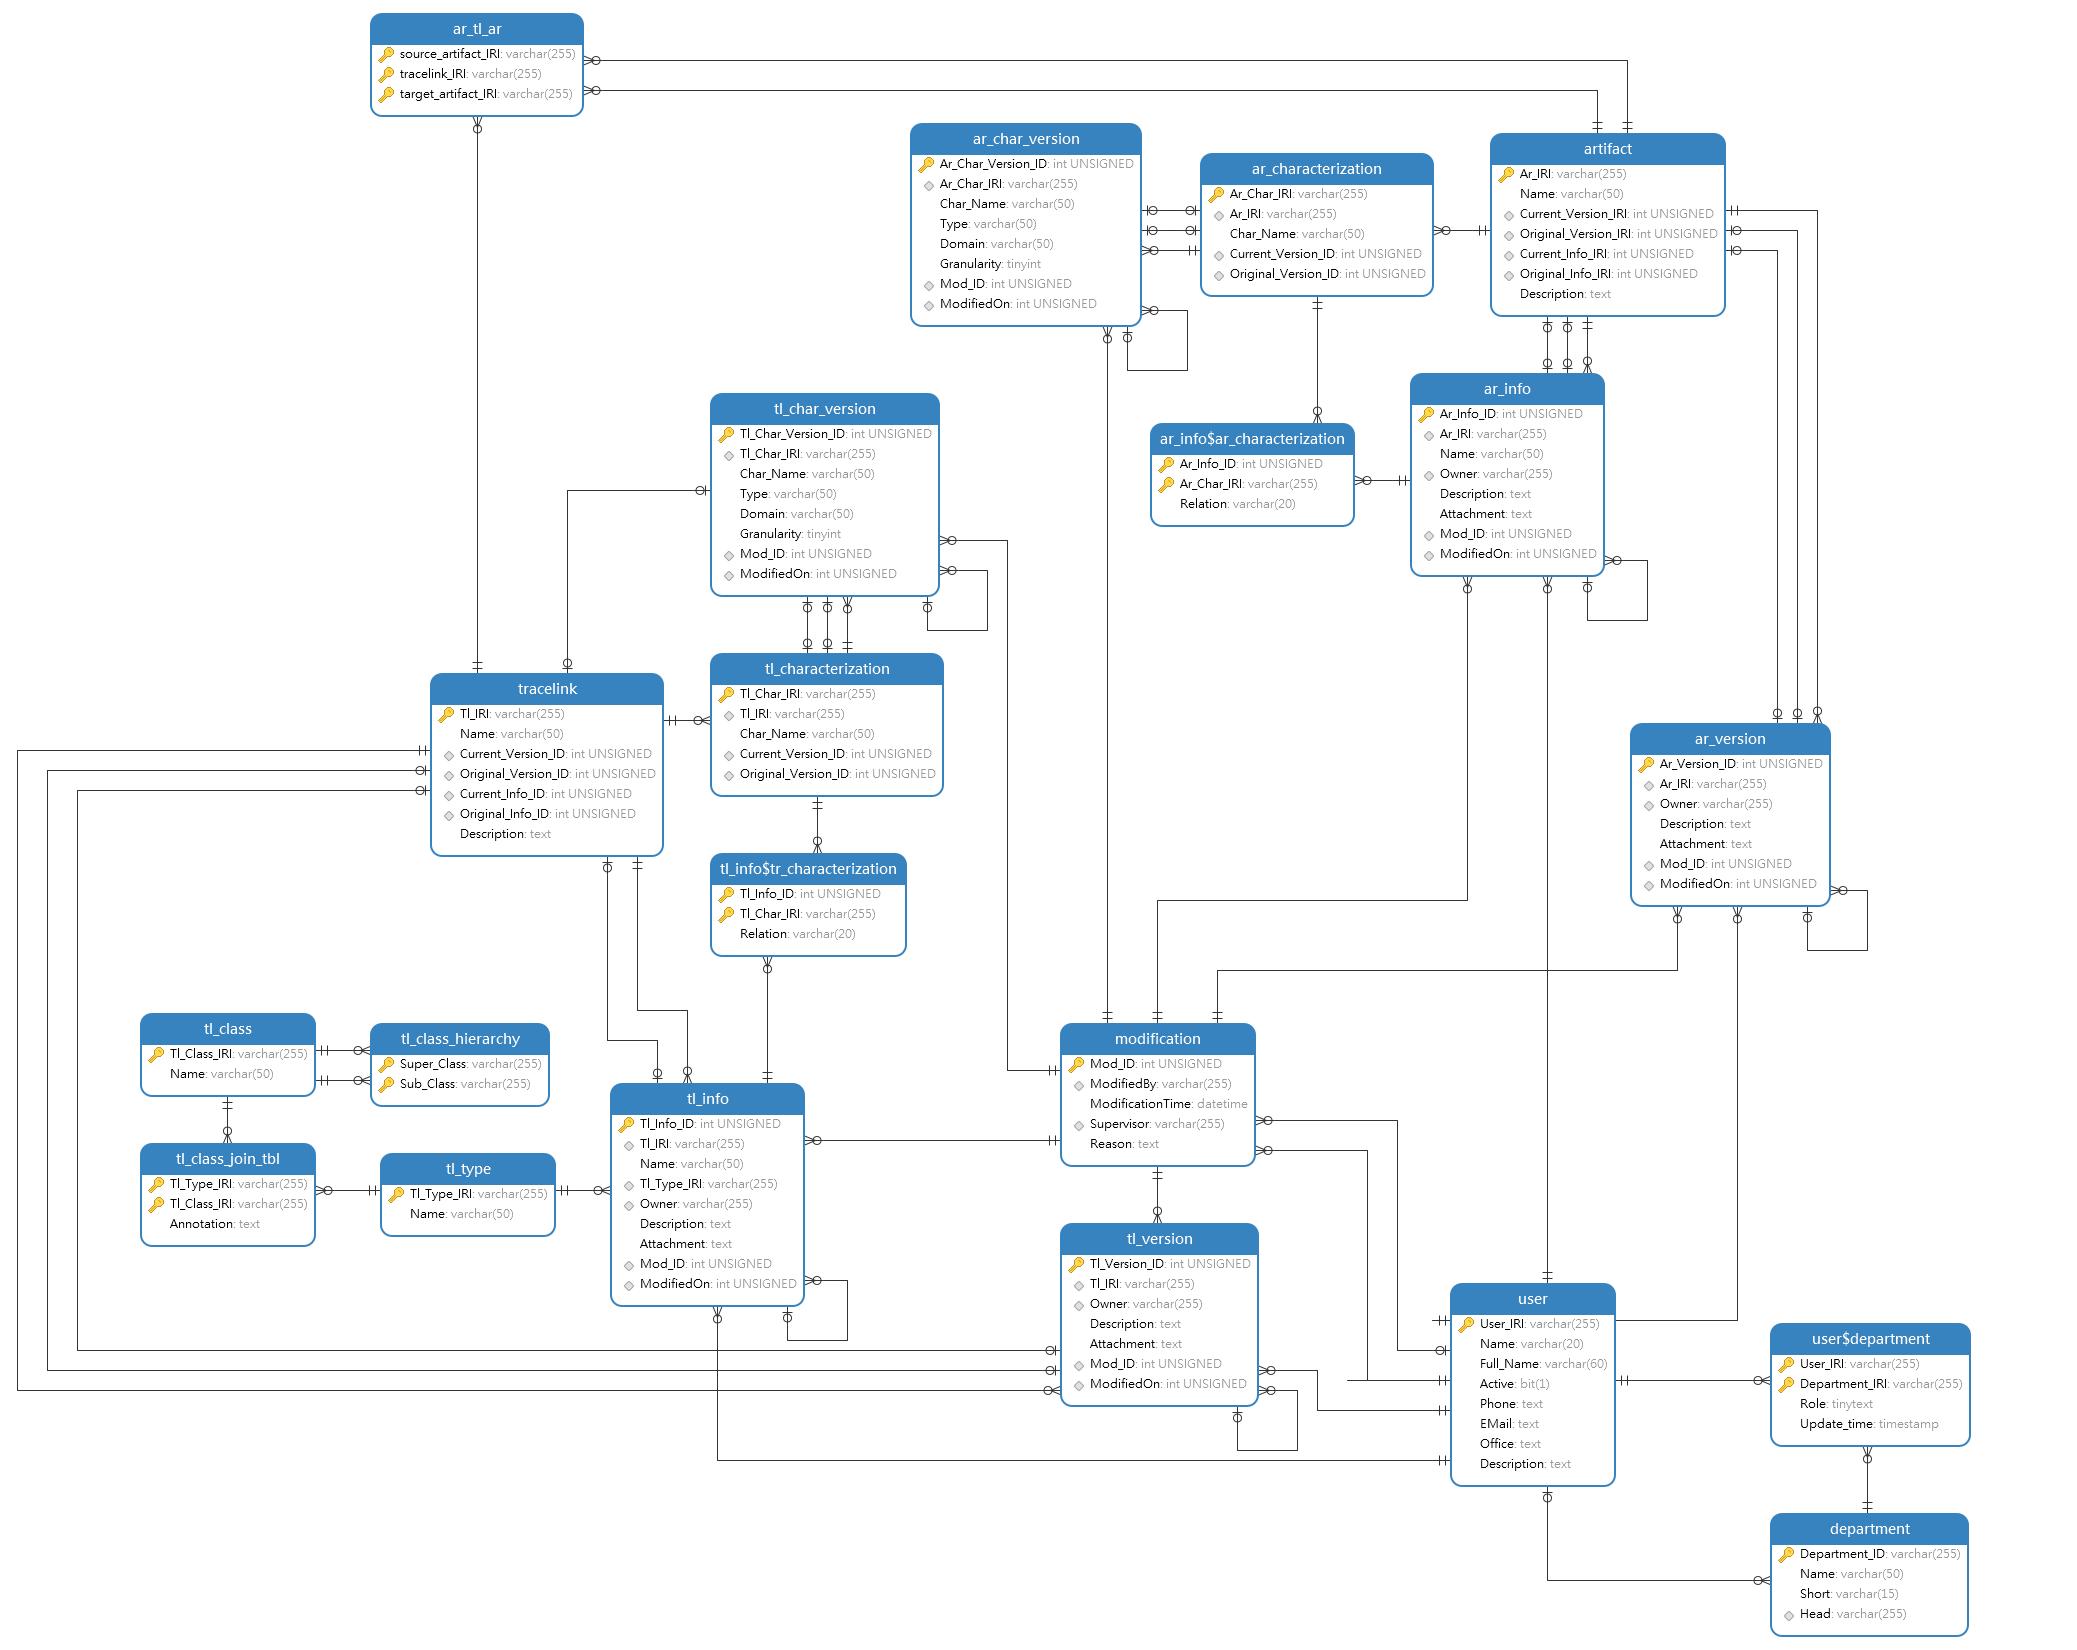 ar_tl_ar
source_artifact_IRI: varchar(255)
tracelink_IRI: varchar(255)
target_artifact_IRI: varchar(255)
ar_char_version
Ar_Char_Version_ID: int UNSIGNED
Ar_Char_IRI: varchar(255)
Char_Name: varchar(50)
Type: varchar(50)
Domain: varchar(50)
Granularity: tinyint
Mod_ID: int UNSIGNED
ModifiedOn: int UNSIGNED
ar_characterization
Ar_Char_IRI: varchar(255)
Ar_IRI: varchar(255)
Char_Name: varchar(50)
Current_Version_ID: int UNSIGNED
Original_Version_ID: int UNSIGNED
artifact
Ar_IRI: varchar(255)
Name: varchar(50)
Current_Version_IRI: int UNSIGNED
Original_Version_IRI: int UNSIGNED
Current_Info_IRI: int UNSIGNED
Original_Info_IRI: int UNSIGNED
Description: text
tl_char_version
Tl_Char_Version_ID: int UNSIGNED
Tl_Char_IRI: varchar(255)
Char_Name: varchar(50)
Type: varchar(50)
Domain: varchar(50)
Granularity: tinyint
Mod_ID: int UNSIGNED
ModifiedOn: int UNSIGNED
ar_info$ar_characterization
Ar_Info_ID: int UNSIGNED
Ar_Char_IRI: varchar(255)
Relation: varchar(20)
ar_info
Ar_Info_ID: int UNSIGNED
Ar_IRI: varchar(255)
Name: varchar(50)
Owner: varchar(255)
Description: text
Attachment: text
Mod_ID: int UNSIGNED
ModifiedOn: int UNSIGNED
tracelink
Tl_IRI: varchar(255)
Name: varchar(50)
Current_Version_ID: int UNSIGNED
Original_Version_ID: int UNSIGNED
Current_Info_ID: int UNSIGNED
Original_Info_ID: int UNSIGNED
Description: text
tl_characterization
Tl_Char_IRI: varchar(255)
Tl_IRI: varchar(255)
Char_Name: varchar(50)
Current_Version_ID: int UNSIGNED
Original_Version_ID: int UNSIGNED
ar_version
Ar_Version_ID: int UNSIGNED
Ar_IRI: varchar(255)
Owner: varchar(255)
Description: text
Attachment: text
Mod_ID: int UNSIGNED
ModifiedOn: int UNSIGNED
tl_info$tr_characterization
Tl_Info_ID: int UNSIGNED
Tl_Char_IRI: varchar(255)
Relation: varchar(20)
tl_class
Tl_Class_IRI: varchar(255)
Name: varchar(50)
tl_class_hierarchy
Super_Class: varchar(255)
Sub_Class: varchar(255)
modification
Mod_ID: int UNSIGNED
ModifiedBy: varchar(255)
ModificationTime: datetime
Supervisor: varchar(255)
Reason: text
tl_info
Tl_Info_ID: int UNSIGNED
Tl_IRI: varchar(255)
Name: varchar(50)
Tl_Type_IRI: varchar(255)
Owner: varchar(255)
Description: text
Attachment: text
Mod_ID: int UNSIGNED
ModifiedOn: int UNSIGNED
tl_class_join_tbl
Tl_Type_IRI: varchar(255)
Tl_Class_IRI: varchar(255)
Annotation: text
tl_type
Tl_Type_IRI: varchar(255)
Name: varchar(50)
tl_version
Tl_Version_ID: int UNSIGNED
Tl_IRI: varchar(255)
Owner: varchar(255)
Description: text
Attachment: text
Mod_ID: int UNSIGNED
ModifiedOn: int UNSIGNED
user
User_IRI: varchar(255)
Name: varchar(20)
Full_Name: varchar(60)
Active: bit(1)
Phone: text
EMail: text
Office: text
Description: text
user$department
User_IRI: varchar(255)
Department_IRI: varchar(255)
Role: tinytext
Update_time: timestamp
department
Department_ID: varchar(255)
Name: varchar(50)
Short: varchar(15)
Head: varchar(255)